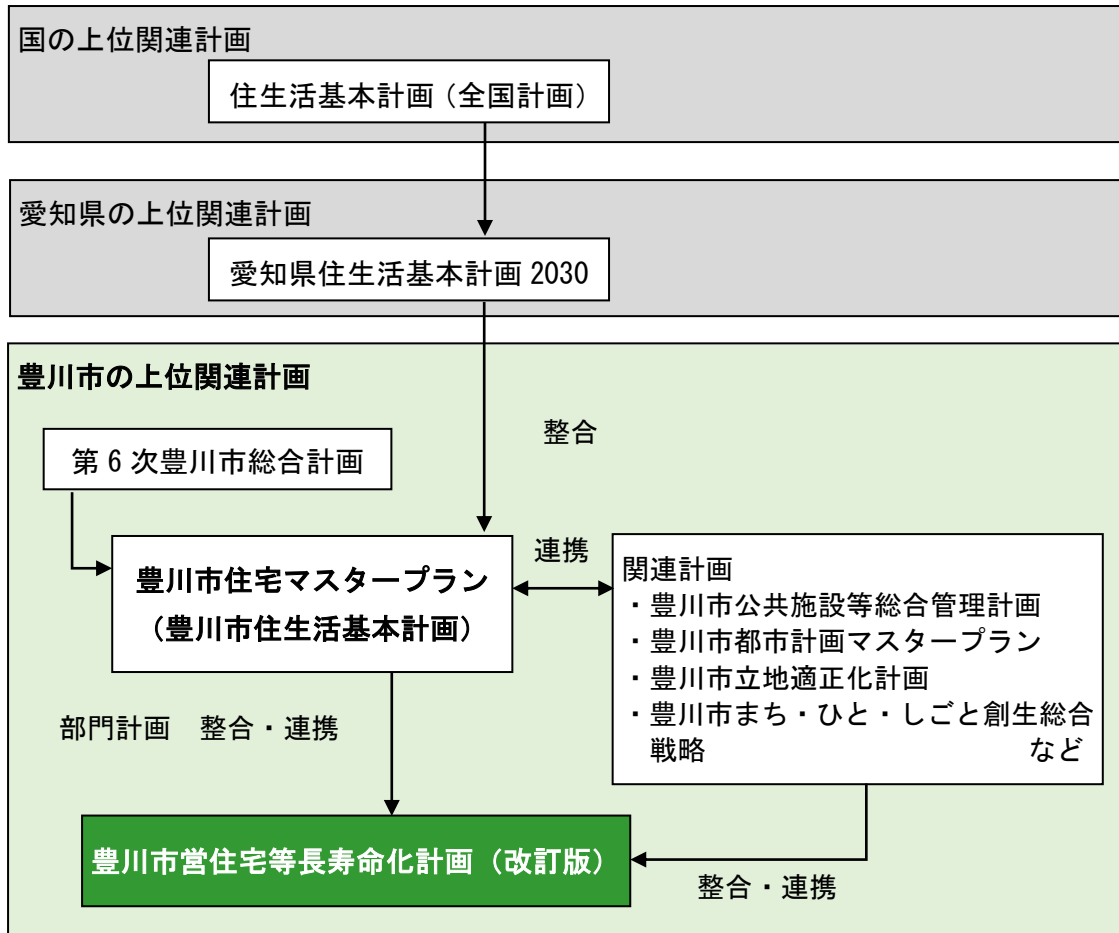 国の上位関連計画
住生活基本計画（全国計画）
愛知県の上位関連計画
愛知県住生活基本計画 2030
豊川市の上位関連計画
整合
第 6 次豊川市総合計画
連携
豊川市住宅マスタープラン
（豊川市住生活基本計画）
関連計画
・豊川市公共施設等総合管理計画
・豊川市都市計画マスタープラン
・豊川市立地適正化計画
・豊川市まち・ひと・しごと創生総合
戦略　　　　　　　　　　　など
部門計画　整合・連携
豊川市営住宅等長寿命化計画（改訂版）
整合・連携